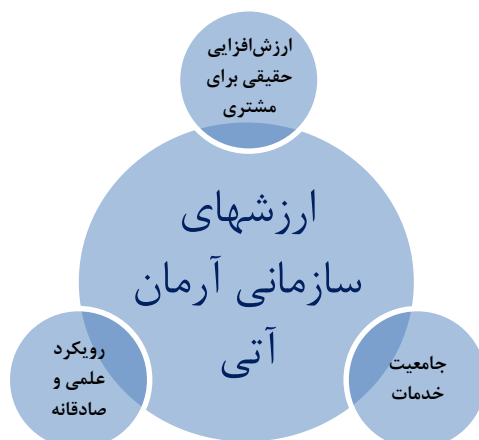 ارزش‌افزایی
حقیقی برای
مشتری
ارزشهای
سازمانی آرمان
آتی
جامعیت
خدمات
رویکرد
علمی و
صادقانه